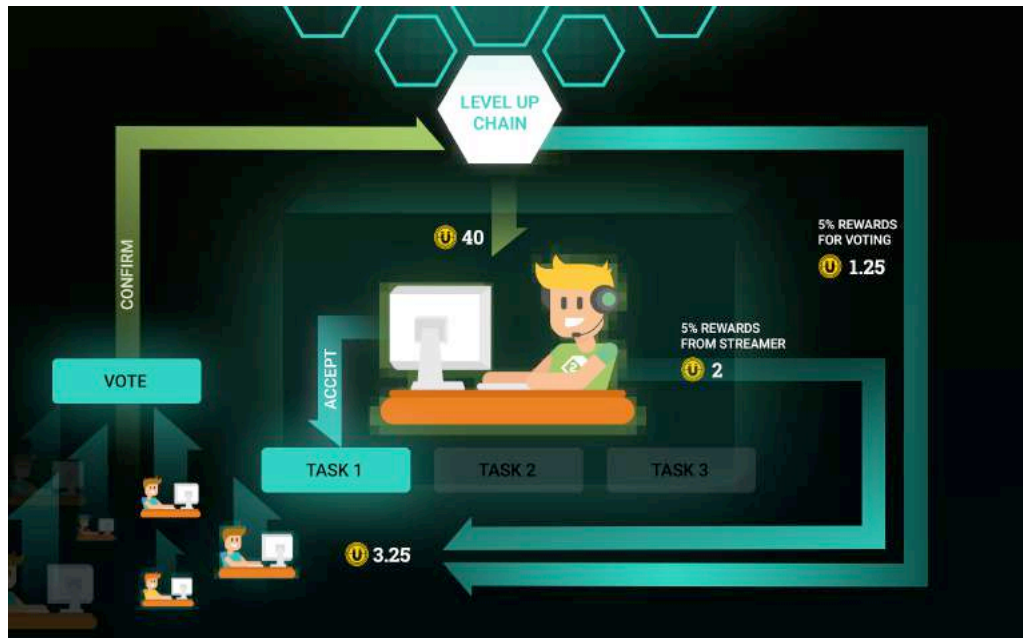 LEVEL UP
CHAIN
40
5% REWARDS
FOR VOTING
1.25
CONFIRM
5% REWARDS
FROM STREAMER
2
ACCEPT
VOTE
TASK 1
TASK 2
TASK 3
3.25